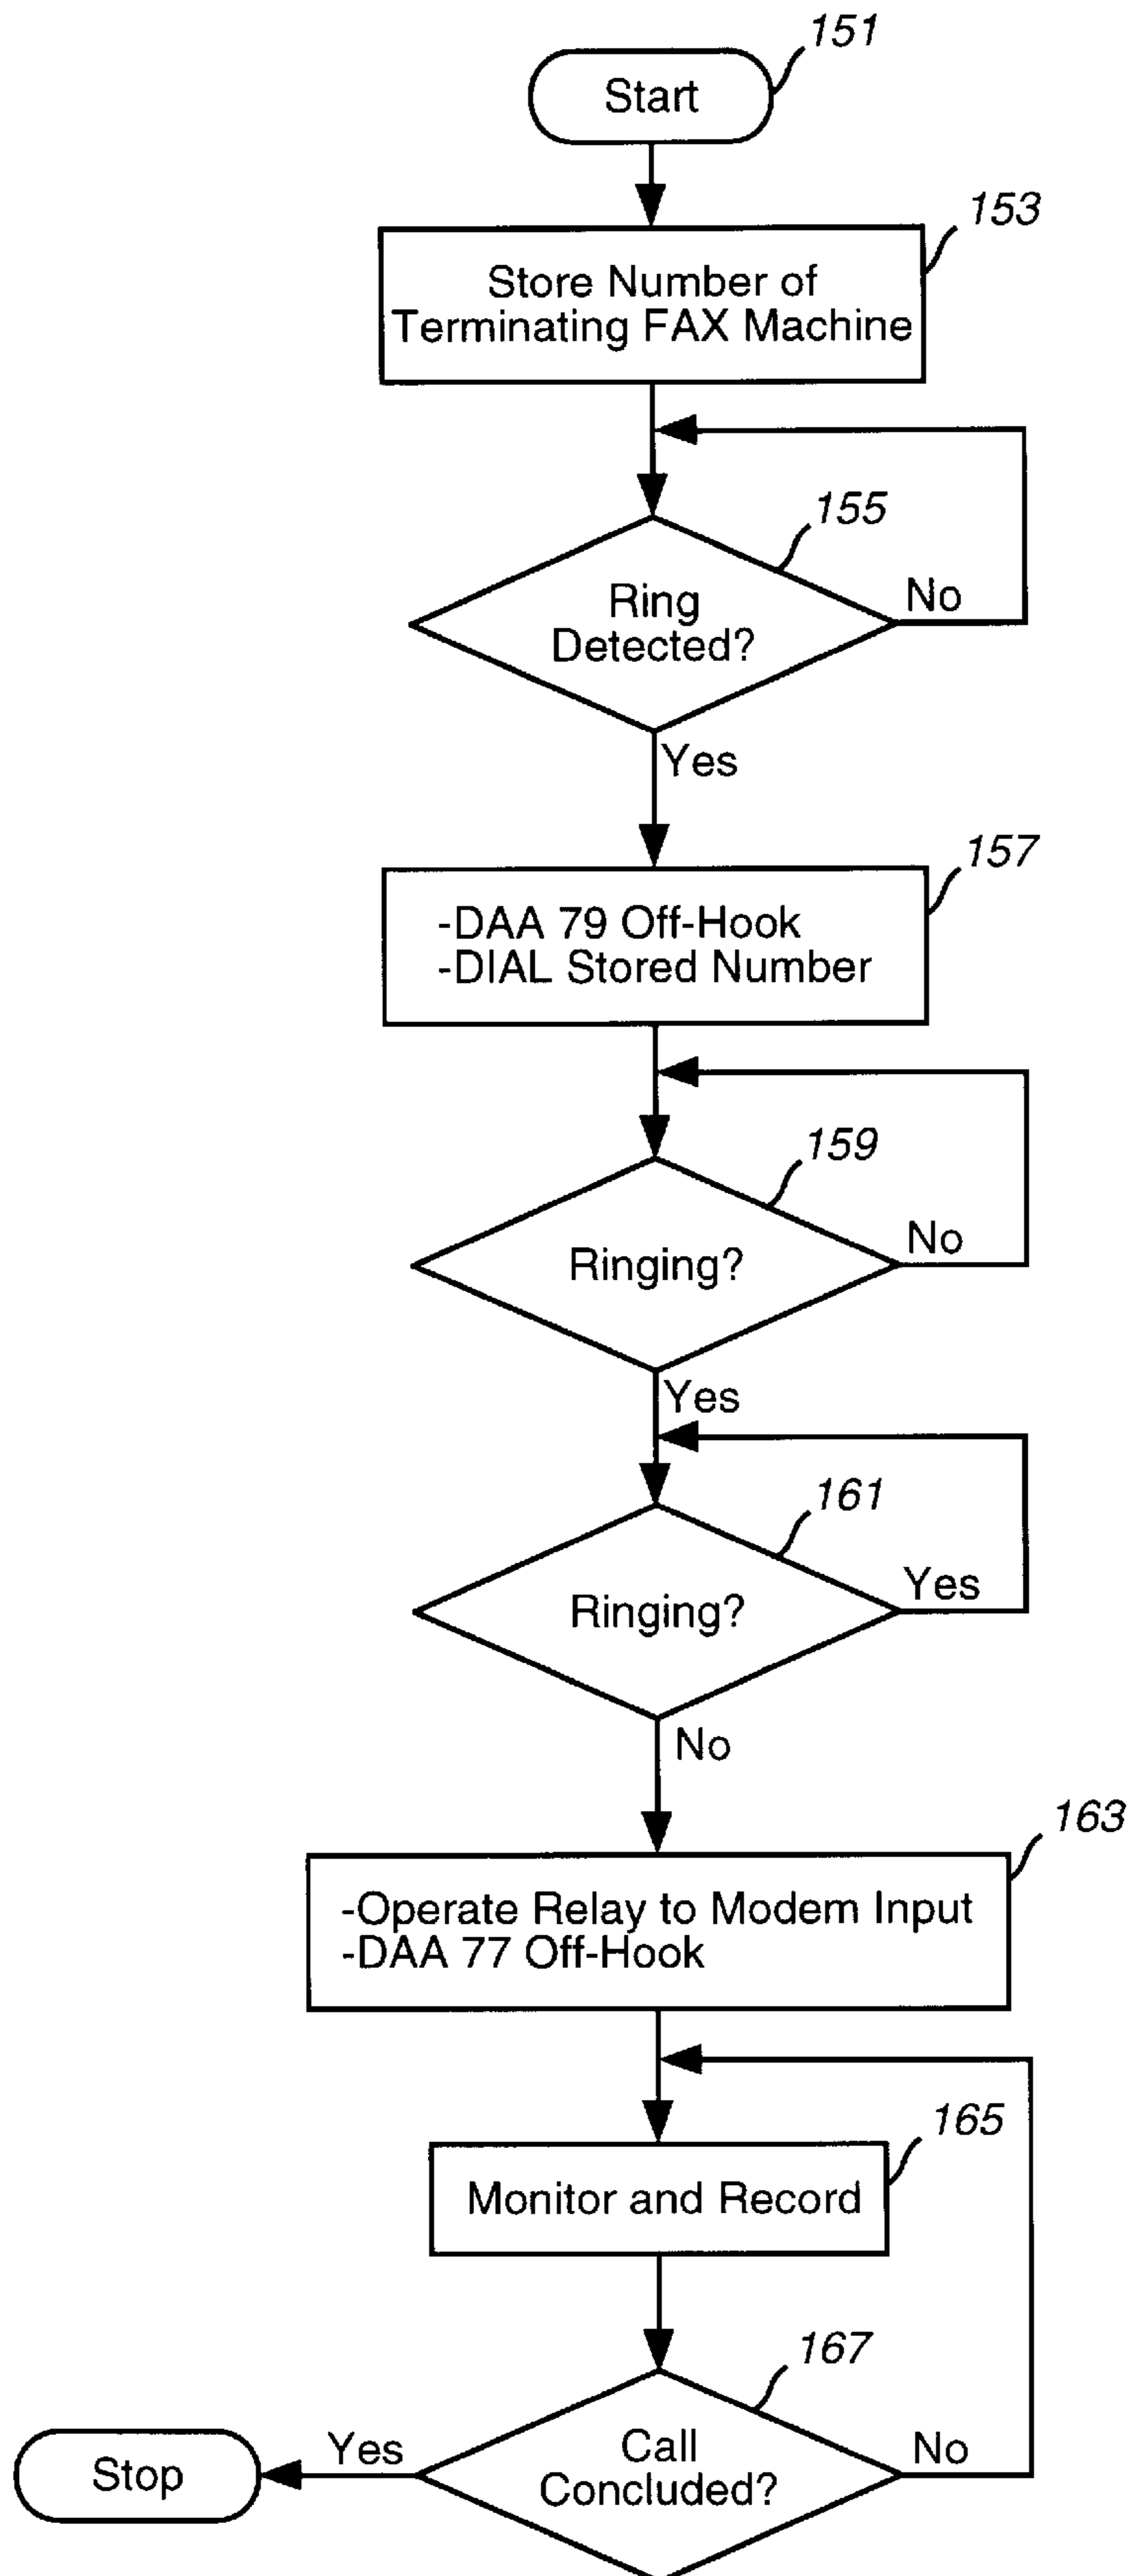 151
Start
153
Store Number of
Terminating FAX Machine
155
Ring
Detected?
No
Yes
157
-DAA 79 Off-Hook
-DIAL Stored Number
159
Ringing?
No
Yes
161
Ringing?
Yes
No
163
-Operate Relay to Modem Input
-DAA 77 Off-Hook
165
Monitor and Record
167
Call
Concluded?
No
Yes
Stop